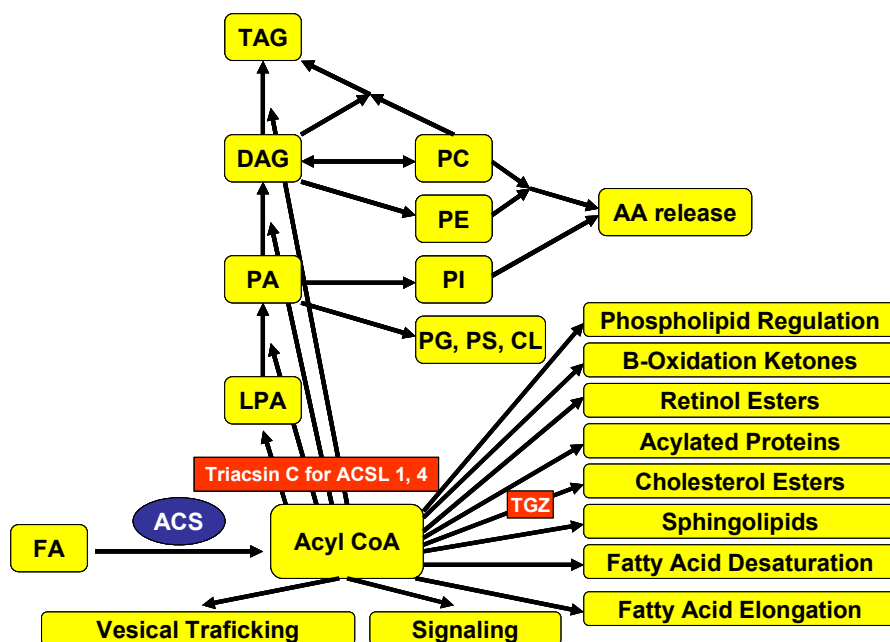 TAG
DAG
PC
PE
AA release
PA
PI
PG, PS, CL
LPA
Phospholipid Regulation
B-Oxidation Ketones
Retinol Esters
Acylated Proteins
Triacsin C for ACSL 1, 4
Cholesterol Esters
TGZ
ACS
Sphingolipids
FA
Acyl CoA
Fatty Acid Desaturation
Fatty Acid Elongation
Vesical Traficking
Signaling